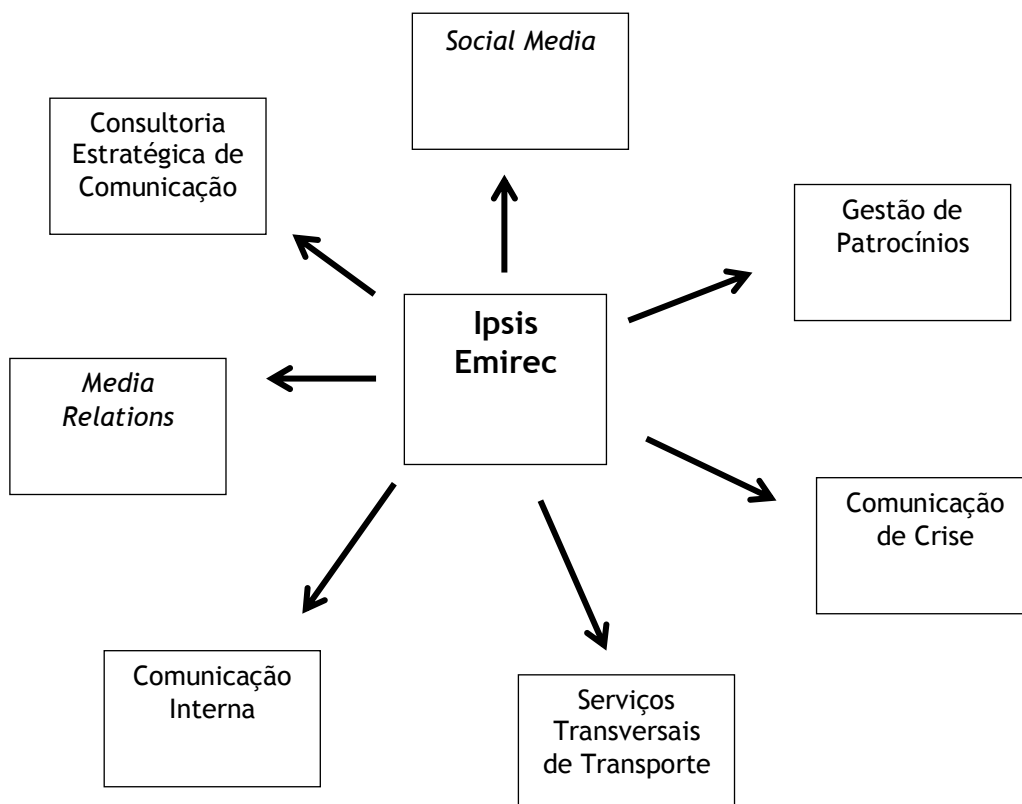 Social Media
Consultoria
Estratégica de
Comunicação
Gestão de
Patrocínios
Ipsis
Emirec
Media
Relations
Comunicação
de Crise
Comunicação
Interna
Serviços
Transversais
de Transporte